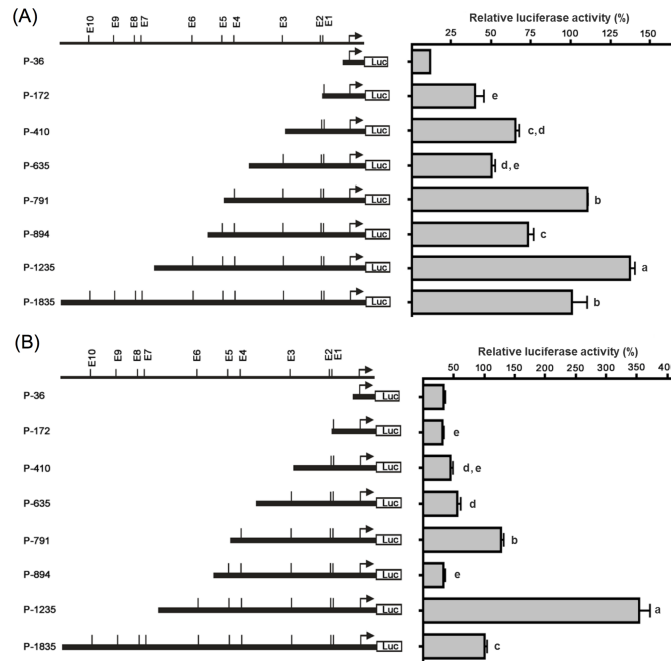 (A)
Relative luciferase activity (%)
E10 E9 E8 E7 E6 E5 E4 E3 E2 E1
25 50 75 100 125 150
P-36 Luc
P-172 Luc e
P-410 Luc c,d
P-635 Luc d,e
P-791 Luc b
P-894 Luc c
P-1235 Luc a
P-1835 Luc b
(B)
Relative luciferase activity (%)
E10 E9 E8 E7 E6 E5 E4 E3 E2 E1
50 100 150 200 250 300 350 40
P-36 Luc
P-172 Luc e
P-410 Luc d,e
P-635 Luc d
P-791 Luc b
P-894 Luc e
P-1235 Luc a
P-1835 Luc c